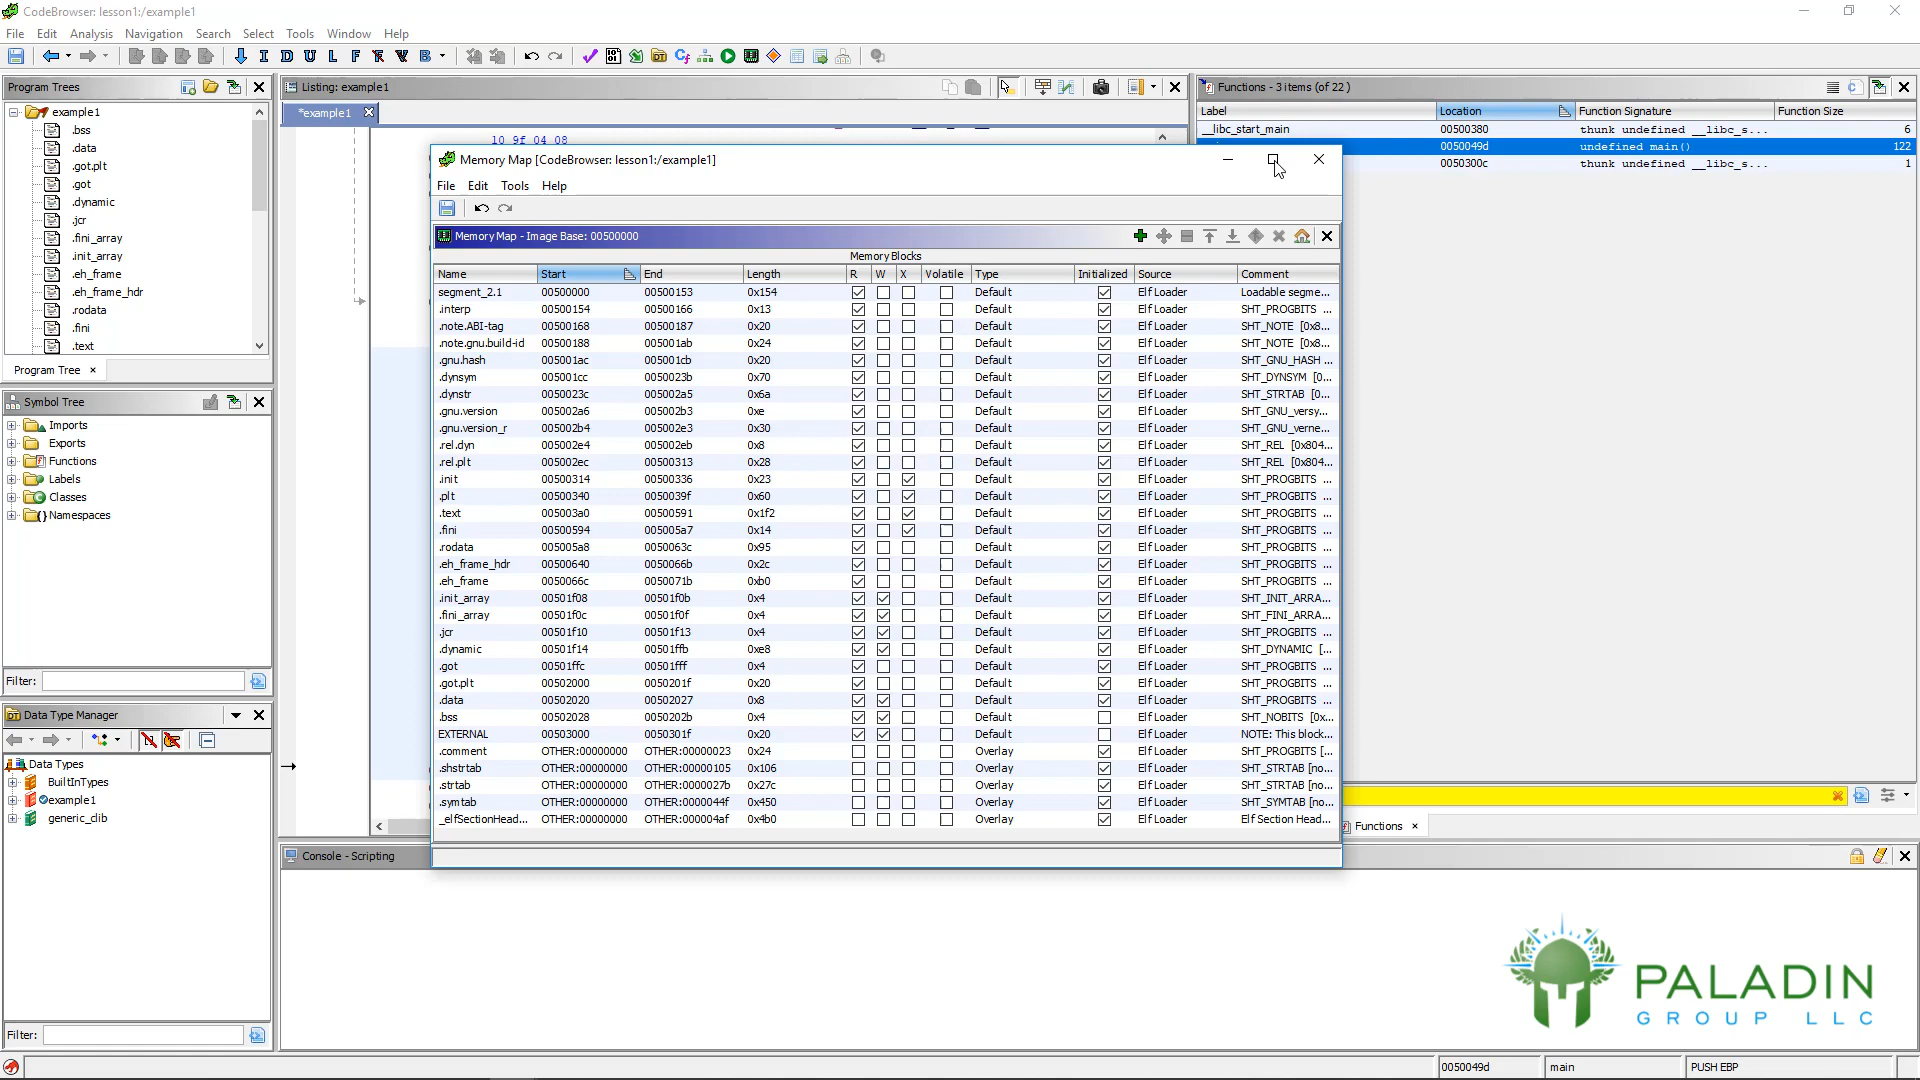 CodeBrowser: lesson1:/example1
File Edit Analysis Navigation Search Select Tools Window Help
I D U L F B
Program Trees
example1
.bss
.data
.got.plt
.got
.dynamic
.jcr
.fini_array
.init_array
.eh_frame
.eh_frame_hdr
.rodata
.fini
.text
Program Tree ×
Symbol Tree
Imports
Exports
Functions
Labels
Classes
Namespaces
Filter:
Data Type Manager
Data Types
BuiltInTypes
example1
generic_clib
Filter:
Listing: example1
*example1
10 9f 04 08
Functions - 3 items (of 22 )
Label Location Function Signature Function Size
__libc_start_main 00500380 thunk undefined __libc_s... 6
0050049d undefined main() 122
0050300c thunk undefined __libc_s... 1
Functions ×
Memory Map [CodeBrowser: lesson1:/example1]
File Edit Tools Help
Memory Map - Image Base: 00500000
Memory Blocks
Name Start End Length R W X Volatile Type Initialized Source Comment
segment_2.1 00500000 00500153 0x154 Default Elf Loader Loadable segme...
.interp 00500154 00500166 0x13 Default Elf Loader SHT_PROGBITS ...
.note.ABI-tag 00500168 00500187 0x20 Default Elf Loader SHT_NOTE [0x8...
.note.gnu.build-id 00500188 005001ab 0x24 Default Elf Loader SHT_NOTE [0x8...
.gnu.hash 005001ac 005001cb 0x20 Default Elf Loader SHT_GNU_HASH ...
.dynsym 005001cc 0050023b 0x70 Default Elf Loader SHT_DYNSYM [0...
.dynstr 0050023c 005002a5 0x6a Default Elf Loader SHT_STRTAB [0...
.gnu.version 005002a6 005002b3 0xe Default Elf Loader SHT_GNU_versy...
.gnu.version_r 005002b4 005002e3 0x30 Default Elf Loader SHT_GNU_verne...
.rel.dyn 005002e4 005002eb 0x8 Default Elf Loader SHT_REL [0x804...
.rel.plt 005002ec 00500313 0x28 Default Elf Loader SHT_REL [0x804...
.init 00500314 00500336 0x23 Default Elf Loader SHT_PROGBITS ...
.plt 00500340 0050039f 0x60 Default Elf Loader SHT_PROGBITS ...
.text 005003a0 00500591 0x1f2 Default Elf Loader SHT_PROGBITS ...
.fini 00500594 005005a7 0x14 Default Elf Loader SHT_PROGBITS ...
.rodata 005005a8 0050063c 0x95 Default Elf Loader SHT_PROGBITS ...
.eh_frame_hdr 00500640 0050066b 0x2c Default Elf Loader SHT_PROGBITS ...
.eh_frame 0050066c 0050071b 0xb0 Default Elf Loader SHT_PROGBITS ...
.init_array 00501f08 00501f0b 0x4 Default Elf Loader SHT_INIT_ARRA...
.fini_array 00501f0c 00501f0f 0x4 Default Elf Loader SHT_FINI_ARRA...
.jcr 00501f10 00501f13 0x4 Default Elf Loader SHT_PROGBITS ...
.dynamic 00501f14 00501ffb 0xe8 Default Elf Loader SHT_DYNAMIC [...
.got 00501ffc 00501fff 0x4 Default Elf Loader SHT_PROGBITS ...
.got.plt 00502000 0050201f 0x20 Default Elf Loader SHT_PROGBITS ...
.data 00502020 00502027 0x8 Default Elf Loader SHT_PROGBITS ...
.bss 00502028 0050202b 0x4 Default Elf Loader SHT_NOBITS [0x...
EXTERNAL 00503000 0050301f 0x20 Default Elf Loader NOTE: This block...
.comment OTHER:00000000 OTHER:00000023 0x24 Overlay Elf Loader SHT_PROGBITS [...
.shstrtab OTHER:00000000 OTHER:00000105 0x106 Overlay Elf Loader SHT_STRTAB [no...
.strtab OTHER:00000000 OTHER:0000027b 0x27c Overlay Elf Loader SHT_STRTAB [no...
.symtab OTHER:00000000 OTHER:0000044f 0x450 Overlay Elf Loader SHT_SYMTAB [no...
_elfSectionHead... OTHER:00000000 OTHER:000004af 0x4b0 Overlay Elf Loader Elf Section Head...
Console - Scripting
PALADIN
GROUP LLC
0050049d main PUSH EBP